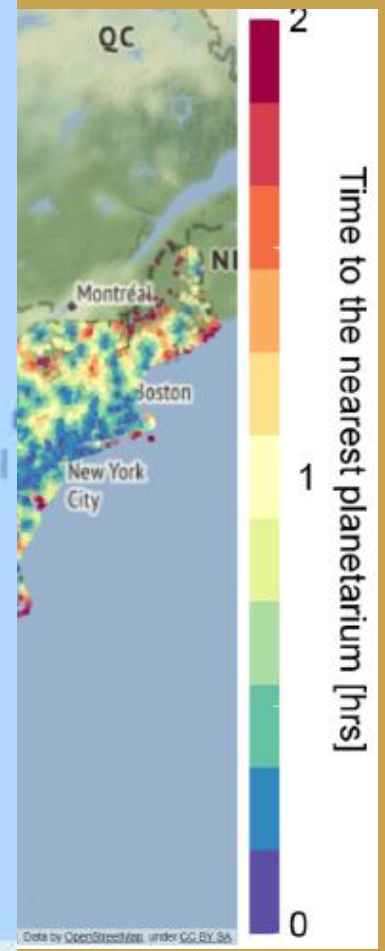 QC
2
NI
Montréal
Boston
1
New York
City
Time to the nearest planetarium [hrs]
0
Data by OpenStreetMap, under CC BY SA